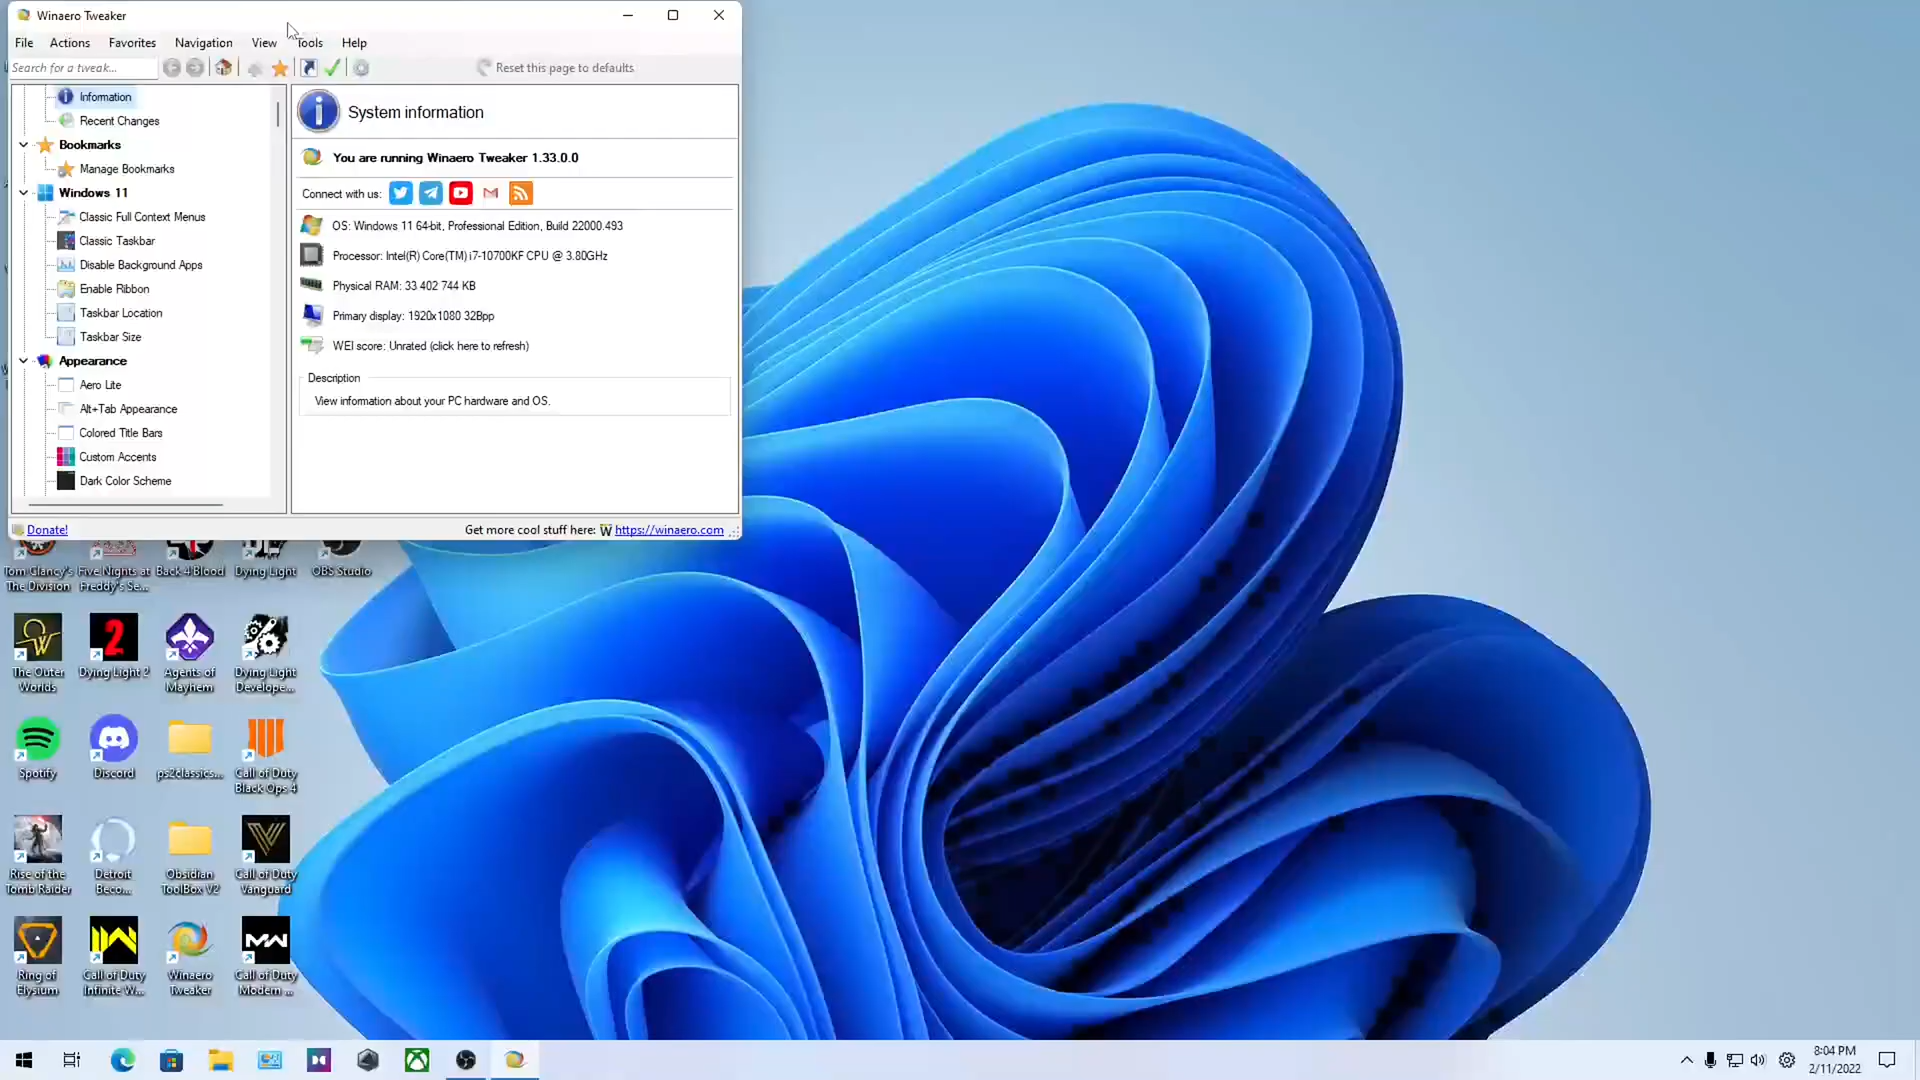 Winaero Tweaker
File Actions Favorites Navigation View Tools Help
Search for a tweak...
Reset this page to defaults
Information
Recent Changes
Bookmarks
Manage Bookmarks
Windows 11
Classic Full Context Menus
Classic Taskbar
Disable Background Apps
Enable Ribbon
Taskbar Location
Taskbar Size
Appearance
Aero Lite
Alt+Tab Appearance
Colored Title Bars
Custom Accents
Dark Color Scheme
System information
You are running Winaero Tweaker 1.33.0.0
Connect with us:
OS: Windows 11 64-bit, Professional Edition, Build 22000.493
Processor: Intel(R) Core(TM) i7-10700KF CPU @ 3.80GHz
Physical RAM: 33 402 744 KB
Primary display: 1920x1080 32Bpp
WEI score: Unrated (click here to refresh)
Description
View information about your PC hardware and OS.
Donate!
Get more cool stuff here: W https://winaero.com
Tom Clancy's
The Division
Five Nights at
Freddy's Se...
Back 4 Blood
Dying Light
OBS Studio
The Outer
Worlds
2
Dying Light 2
Agents of
Mayhem
Dying Light
Develope...
Spotify
Discord
ps2classics...
Call of Duty
Black Ops 4
Rise of the
Tomb Raider
Detroit
Beco...
Obsidian
ToolBox V2
Call of Duty
Vanguard
Ring of
Elysium
Call of Duty
Infinite W...
Winaero
Tweaker
Call of Duty
Modern ...
8:04 PM
2/11/2022